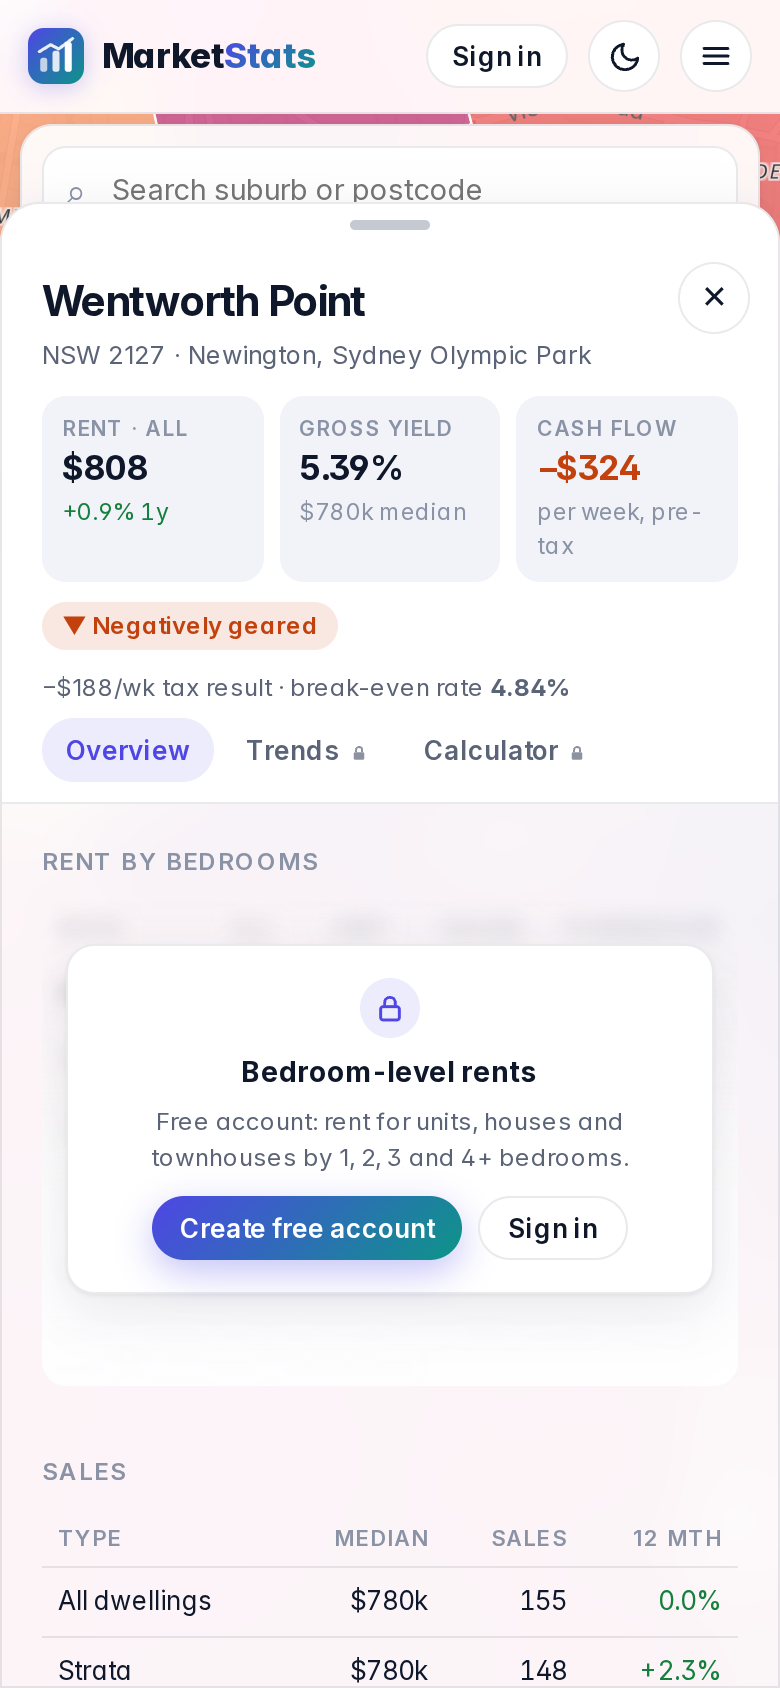 MarketStats
Sign in
Search suburb or postcode
Wentworth Point
NSW 2127 · Newington, Sydney Olympic Park
RENT · ALL
$808
+0.9% 1y
GROSS YIELD
5.39%
$780k median
CASH FLOW
−$324
per week, pre-
tax
▼ Negatively geared
−$188/wk tax result · break-even rate 4.84%
Overview
Trends
Calculator
RENT BY BEDROOMS
Bedroom-level rents
Free account: rent for units, houses and
townhouses by 1, 2, 3 and 4+ bedrooms.
Create free account
Sign in
SALES
TYPE MEDIAN SALES 12 MTH
All dwellings $780k 155 0.0%
Strata $780k 148 +2.3%